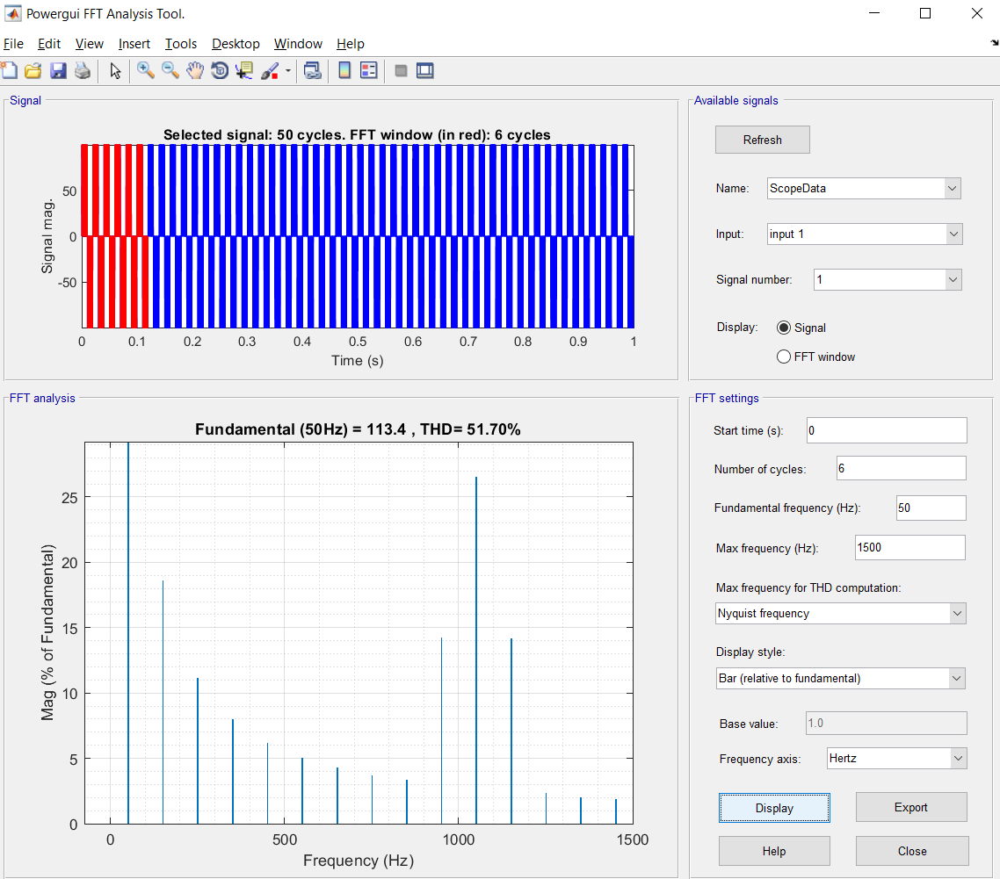 Powergui FFT Analysis Tool.
File Edit View Insert Tools Desktop Window Help
Signal
Selected signal: 50 cycles. FFT window (in red): 6 cycles
Signal mag.
50
0
-50
0 0.1 0.2 0.3 0.4 0.5 0.6 0.7 0.8 0.9 1
Time (s)
Available signals
Refresh
Name: ScopeData
Input: input 1
Signal number: 1
Display: Signal
FFT window
FFT analysis
Fundamental (50Hz) = 113.4 , THD= 51.70%
Mag (% of Fundamental)
25
20
15
10
5
0
0 500 1000 1500
Frequency (Hz)
FFT settings
Start time (s): 0
Number of cycles: 6
Fundamental frequency (Hz): 50
Max frequency (Hz): 1500
Max frequency for THD computation:
Nyquist frequency
Display style:
Bar (relative to fundamental)
Base value: 1.0
Frequency axis: Hertz
Display Export
Help Close